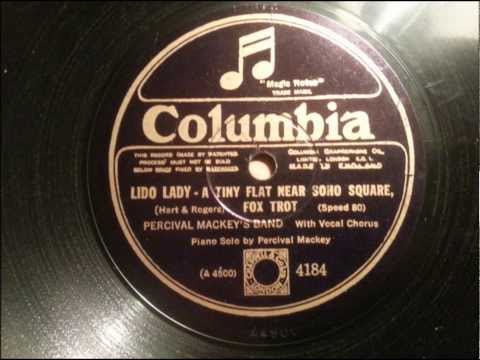 "Magic Notes"
TRADE MARK.
Columbia
THIS RECORD (MADE BY PATENTED
PROCESS) MUST NOT BE SOLD
BELOW PRICE FIXED BY
COLUMBIA GRAPHOPHONE CO.,
LIMITED, LONDON E.C.1.
MADE IN ENGLAND
LIDO LADY - A TINY FLAT NEAR SOHO SQUARE,
(Hart & Rogers) FOX TROT (Speed 80)
PERCIVAL MACKEY'S BAND With Vocal Chorus
Piano Solo by Percival Mackey
(A 4600) 4184